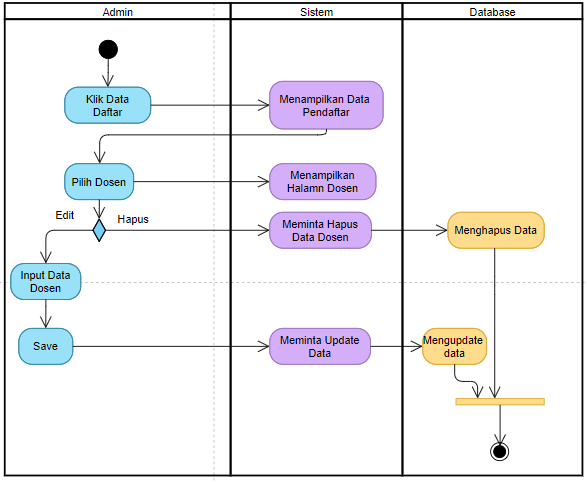 Admin
Sistem
Database
Klik Data
Daftar
Menampilkan Data
Pendaftar
Pilih Dosen
Menampilkan
Halamn Dosen
Edit
Hapus
Meminta Hapus
Data Dosen
Menghapus Data
Input Data
Dosen
Save
Meminta Update
Data
Mengupdate
data